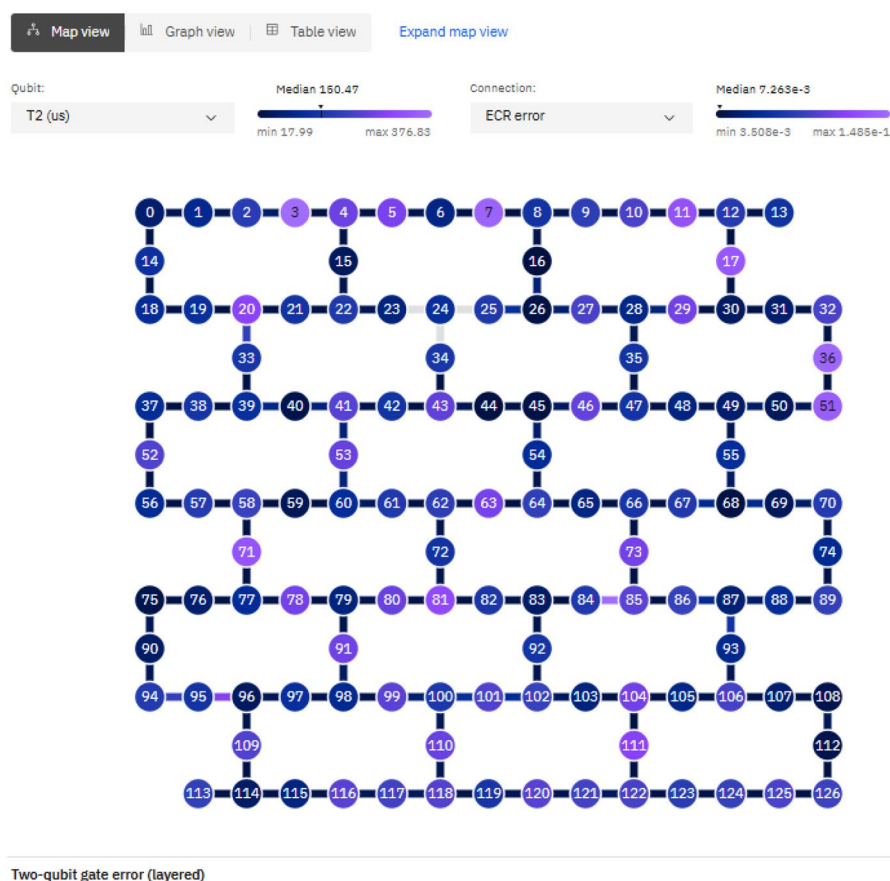 Map view Graph view Table view Expand map view
Qubit: Median 150.47 Connection: Median 7.263e-3
T2 (us) ECR error
min 17.99 max 376.83 min 3.508e-3 max 1.485e-1
0 1 2 3 4 5 6 7 8 9 10 11 12 13
14 15 16 17
18 19 20 21 22 23 24 25 26 27 28 29 30 31 32
33 34 35 36
37 38 39 40 41 42 43 44 45 46 47 48 49 50 51
52 53 54 55
56 57 58 59 60 61 62 63 64 65 66 67 68 69 70
71 72 73 74
75 76 77 78 79 80 81 82 83 84 85 86 87 88 89
90 91 92 93
94 95 96 97 98 99 100 101 102 103 104 105 106 107 108
109 110 111 112
113 114 115 116 117 118 119 120 121 122 123 124 125 126
Two-qubit gate error (layered)